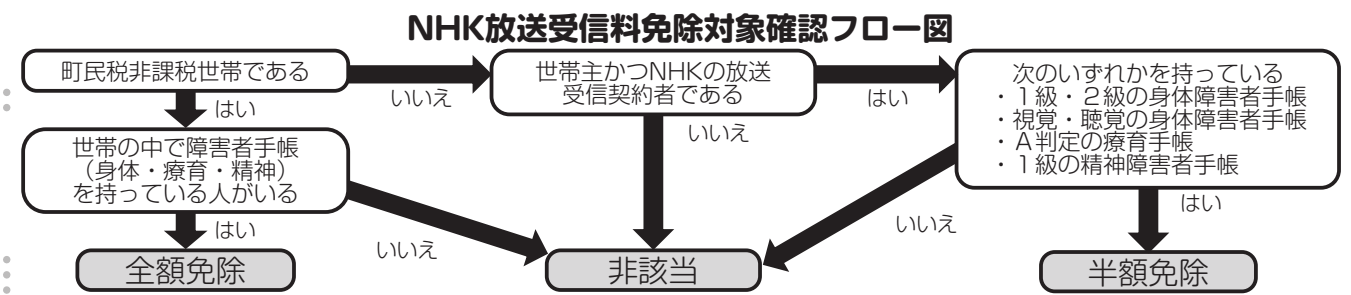 NHK放送受信料免除対象確認フロー図
町民税非課税世帯である
いいえ
はい
世帯主かつNHKの放送
受信契約者である
はい
いいえ
次のいずれかを持っている
・１級・２級の身体障害者手帳
・視覚・聴覚の身体障害者手帳
・Ａ判定の療育手帳
・１級の精神障害者手帳
世帯の中で障害者手帳
（身体・療育・精神）
を持っている人がいる
はい
いいえ
いいえ
はい
全額免除
非該当
半額免除